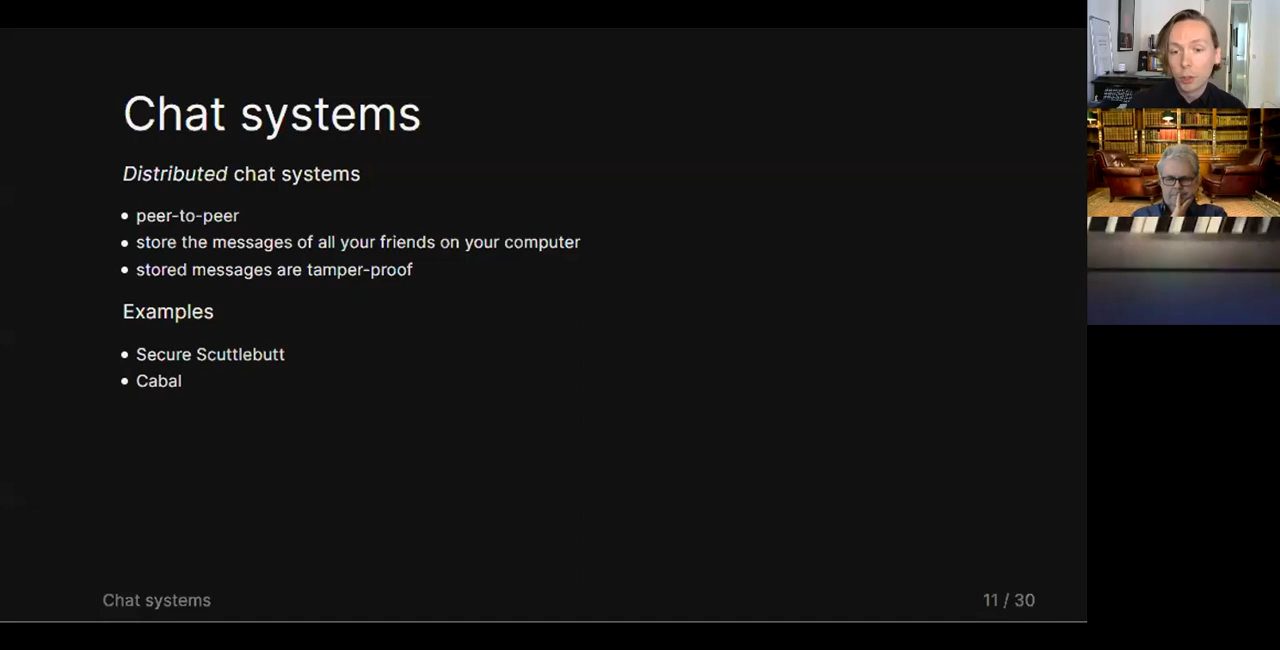 Chat systems
Distributed chat systems
peer-to-peer
store the messages of all your friends on your computer
stored messages are tamper-proof
Examples
Secure Scuttlebutt
Cabal
Chat systems
11 / 30